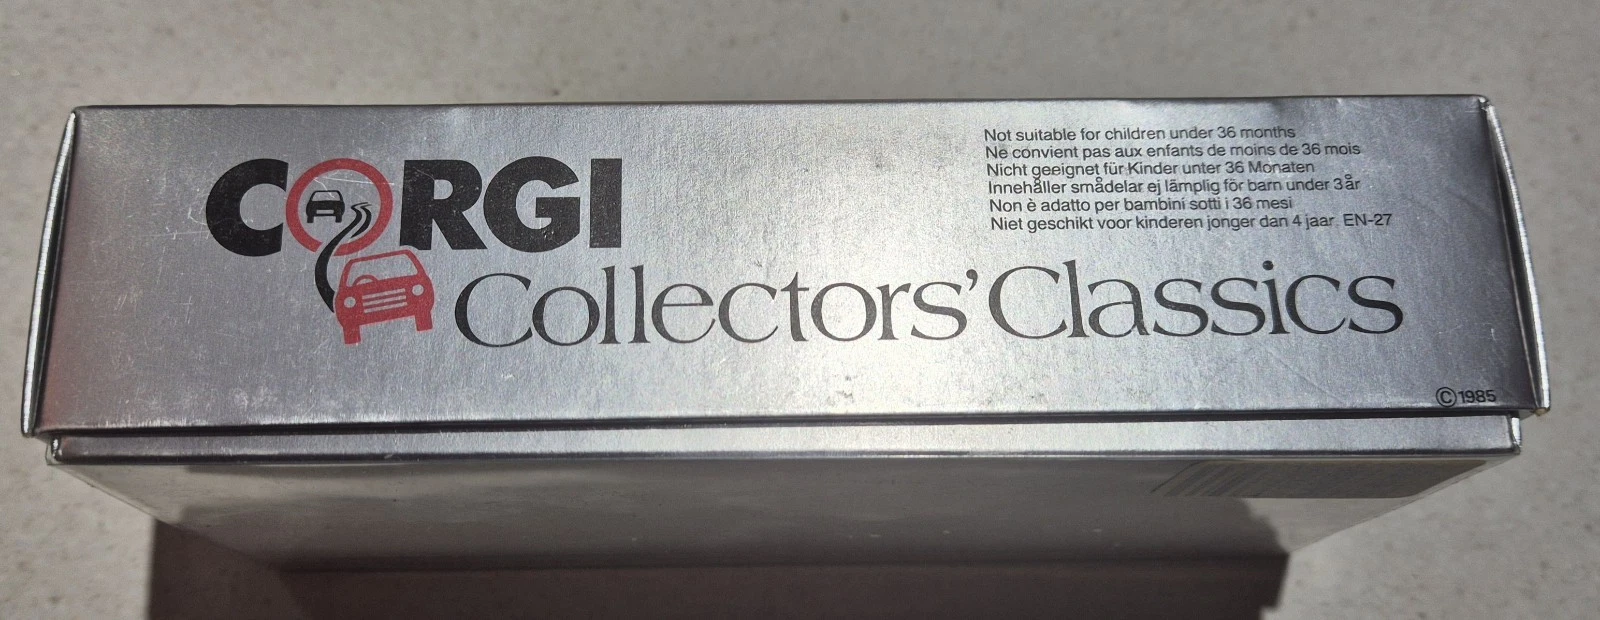 CORGI
Collectors' Classics
Not suitable for children under 36 months
Ne convient pas aux enfants de moins de 36 mois
Nicht geeignet für Kinder unter 36 Monaten
Innehåller smådelar ej lämplig för barn under 3 år
Non è adatto per bambini sotti i 36 mesi
Niet geschikt voor kinderen jonger dan 4 jaar. EN-27
©1985